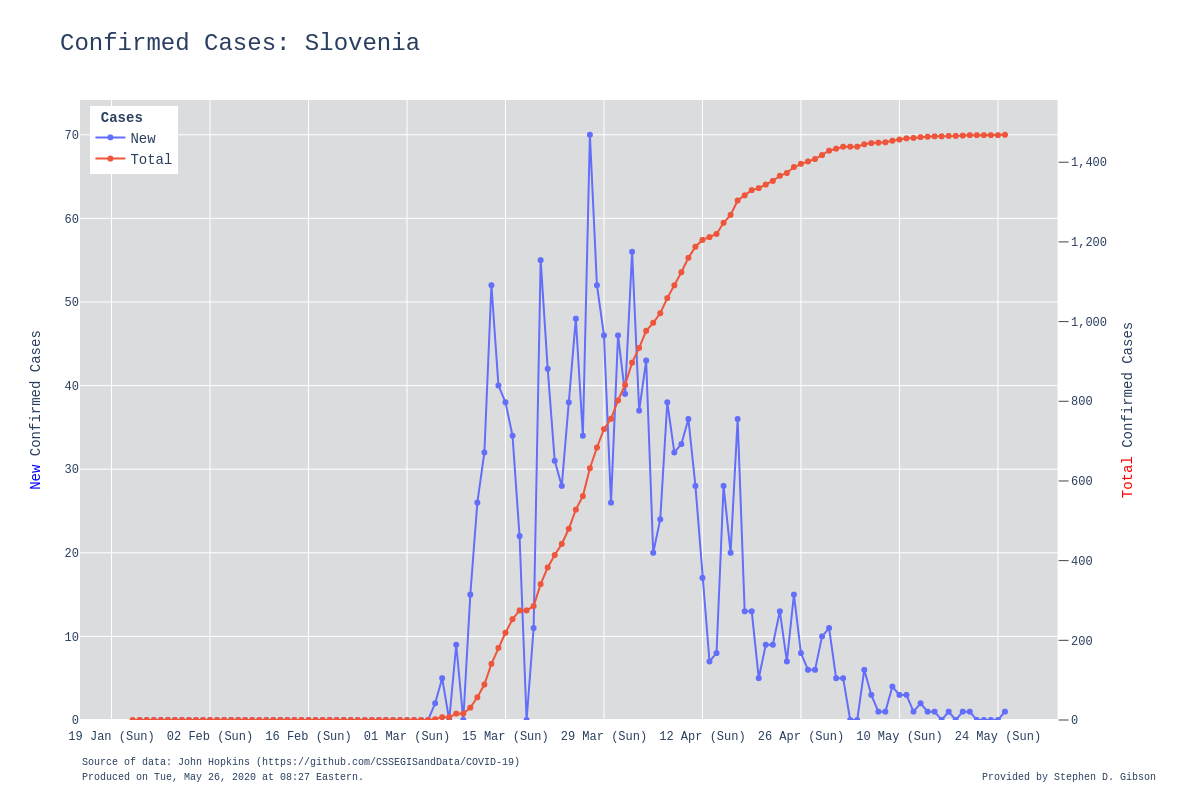 Confirmed Cases: Slovenia
Cases
New
Total
70
60
50
40
30
20
10
0
New Confirmed Cases
1,400
1,200
1,000
800
600
400
200
0
Total Confirmed Cases
19 Jan (Sun) 02 Feb (Sun) 16 Feb (Sun) 01 Mar (Sun) 15 Mar (Sun) 29 Mar (Sun) 12 Apr (Sun) 26 Apr (Sun) 10 May (Sun) 24 May (Sun)
Source of data: John Hopkins (https://github.com/CSSEGISandData/COVID-19)
Produced on Tue, May 26, 2020 at 08:27 Eastern.
Provided by Stephen D. Gibson